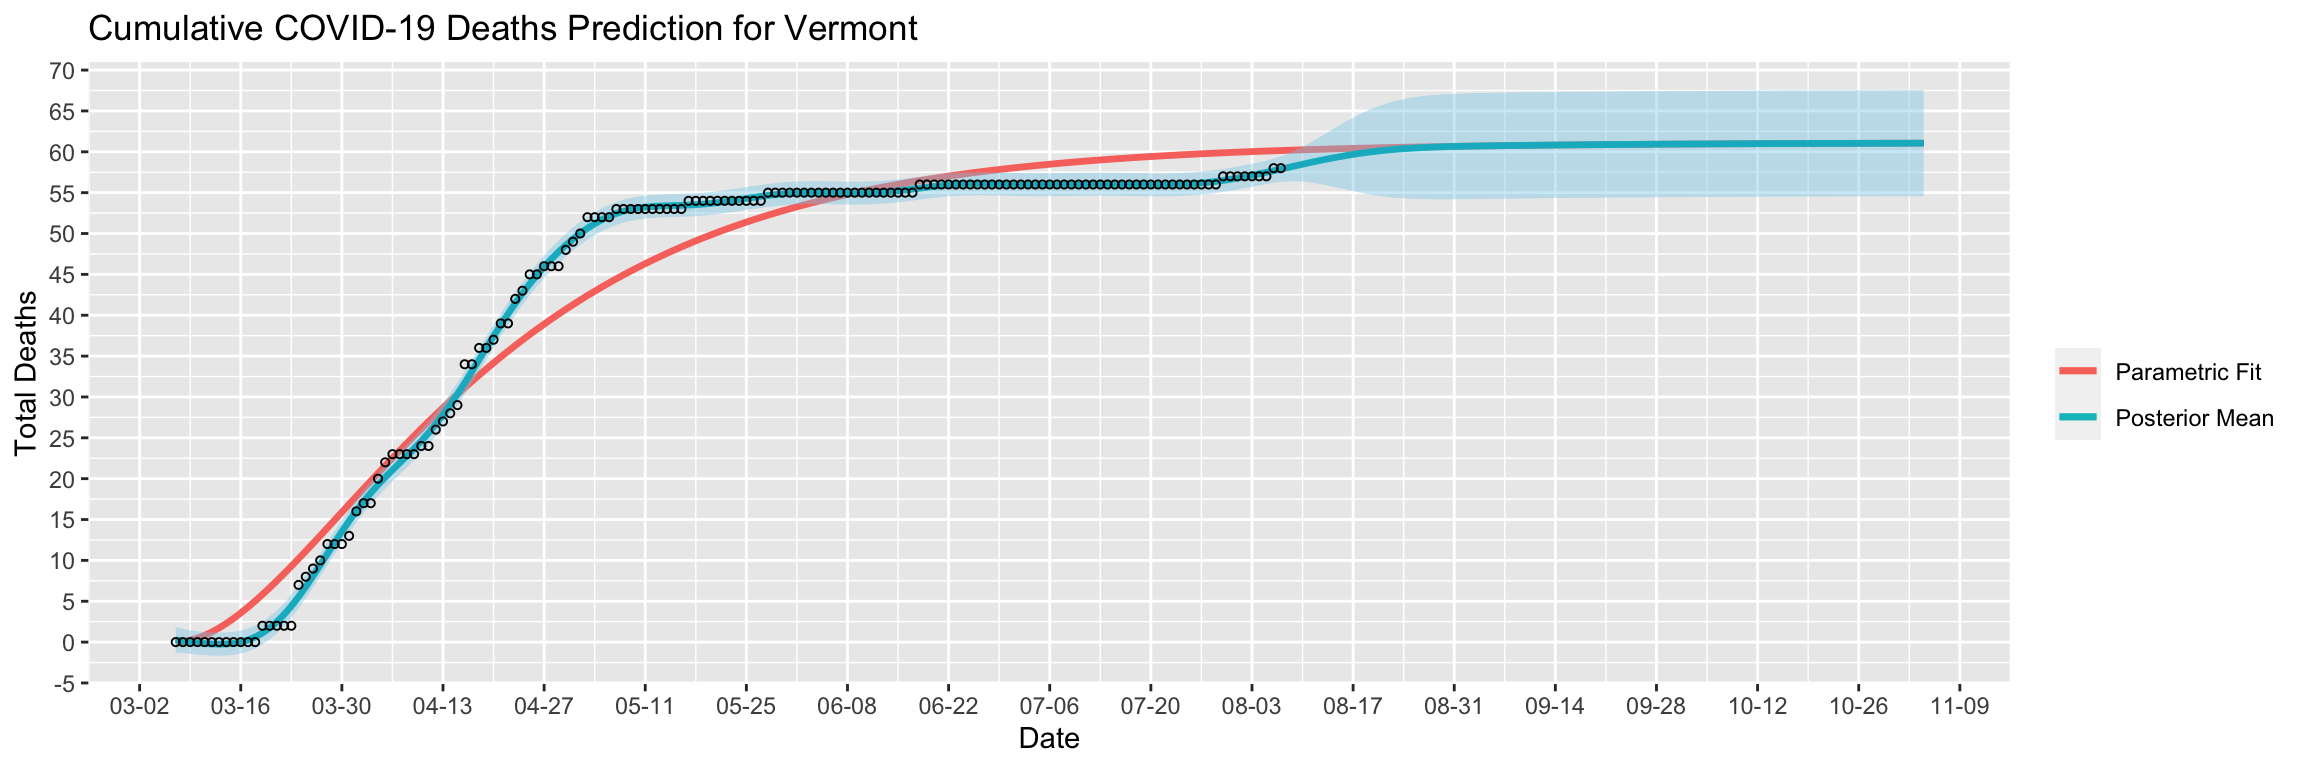 Cumulative COVID-19 Deaths Prediction for Vermont
70
65
60
55
50
45
40
35
30
25
20
15
10
5
0
-5
Total Deaths
03-02 03-16 03-30 04-13 04-27 05-11 05-25 06-08 06-22 07-06 07-20 08-03 08-17 08-31 09-14 09-28 10-12 10-26 11-09
Date
Parametric Fit
Posterior Mean